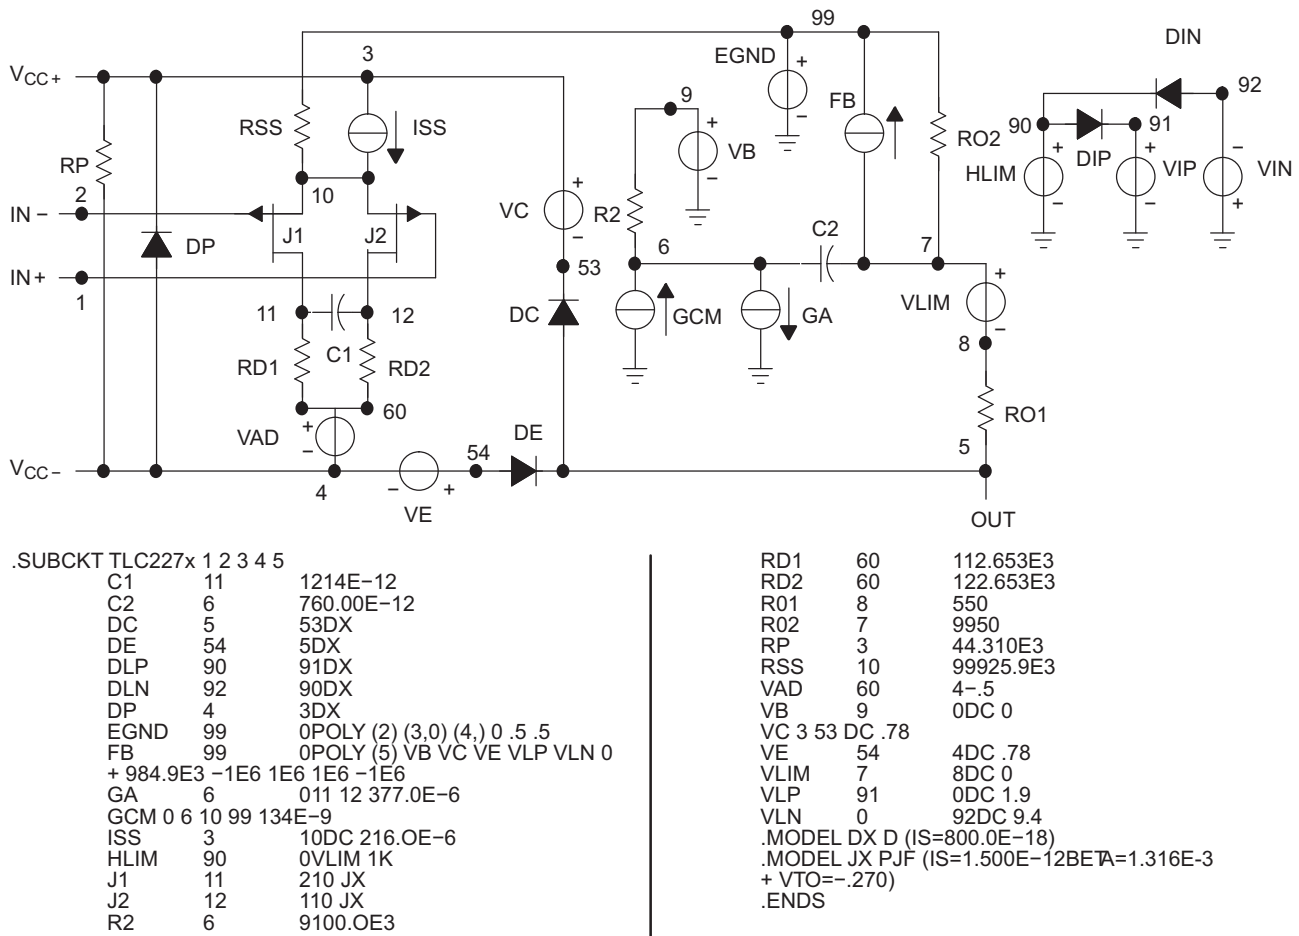 99
DIN
3
EGND
+
VCC+
92
9
FB
+
RSS
ISS
90
91
RO2
+
+
+
-
RP
VB
DIP
10
HLIM
VIP
VIN
2
+
-
-
-
+
IN-
VC
R2
C2
J1
J2
-
6
7
DP
IN+
53
+
1
VLIM
11
12
DC
GCM
GA
-
C1
8
RD1
RD2
60
RO1
+
VAD
DE
-
54
5
VCC-
4
-
+
VE
OUT
.SUBCKT TLC227x 1 2 3 4 5
C1 11 1214E−12
C2 6 760.00E−12
DC 5 53DX
DE 54 5DX
DLP 90 91DX
DLN 92 90DX
DP 4 3DX
EGND 99 0POLY (2) (3,0) (4,) 0 .5 .5
FB 99 0POLY (5) VB VC VE VLP VLN 0
+ 984.9E3 −1E6 1E6 1E6 −1E6
GA 6 011 12 377.0E−6
GCM 0 6 10 99 134E−9
ISS 3 10DC 216.OE−6
HLIM 90 0VLIM 1K
J1 11 210 JX
J2 12 110 JX
R2 6 9100.OE3
RD1 60 112.653E3
RD2 60 122.653E3
R01 8 550
R02 7 9950
RP 3 44.310E3
RSS 10 99925.9E3
VAD 60 4−.5
VB 9 0DC 0
VC 3 53 DC .78
VE 54 4DC .78
VLIM 7 8DC 0
VLP 91 0DC 1.9
VLN 0 92DC 9.4
.MODEL DX D (IS=800.0E−18)
.MODEL JX PJF (IS=1.500E−12BETA=1.316E-3
+ VTO=−.270)
.ENDS